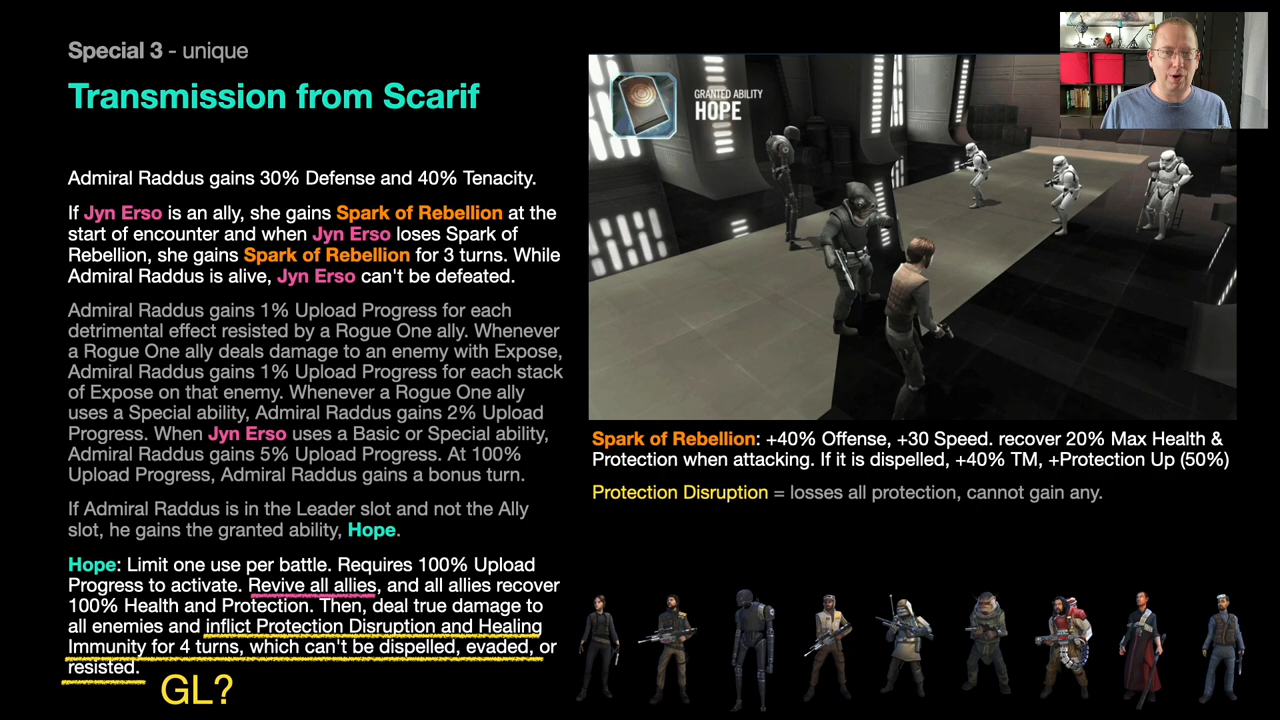 Special 3 - unique
Transmission from Scarif
Admiral Raddus gains 30% Defense and 40% Tenacity.
If Jyn Erso is an ally, she gains Spark of Rebellion at the
start of encounter and when Jyn Erso loses Spark of
Rebellion, she gains Spark of Rebellion for 3 turns. While
Admiral Raddus is alive, Jyn Erso can't be defeated.
Admiral Raddus gains 1% Upload Progress for each
detrimental effect resisted by a Rogue One ally. Whenever
a Rogue One ally deals damage to an enemy with Expose,
Admiral Raddus gains 1% Upload Progress for each stack
of Expose on that enemy. Whenever a Rogue One ally
uses a Special ability, Admiral Raddus gains 2% Upload
Progress. When Jyn Erso uses a Basic or Special ability,
Admiral Raddus gains 5% Upload Progress. At 100%
Upload Progress, Admiral Raddus gains a bonus turn.
If Admiral Raddus is in the Leader slot and not the Ally
slot, he gains the granted ability, Hope.
Hope: Limit one use per battle. Requires 100% Upload
Progress to activate. Revive all allies, and all allies recover
100% Health and Protection. Then, deal true damage to
all enemies and inflict Protection Disruption and Healing
Immunity for 4 turns, which can't be dispelled, evaded, or
resisted.
GL?
GRANTED ABILITY
HOPE
Spark of Rebellion: +40% Offense, +30 Speed. recover 20% Max Health &
Protection when attacking. If it is dispelled, +40% TM, +Protection Up (50%)
Protection Disruption = losses all protection, cannot gain any.